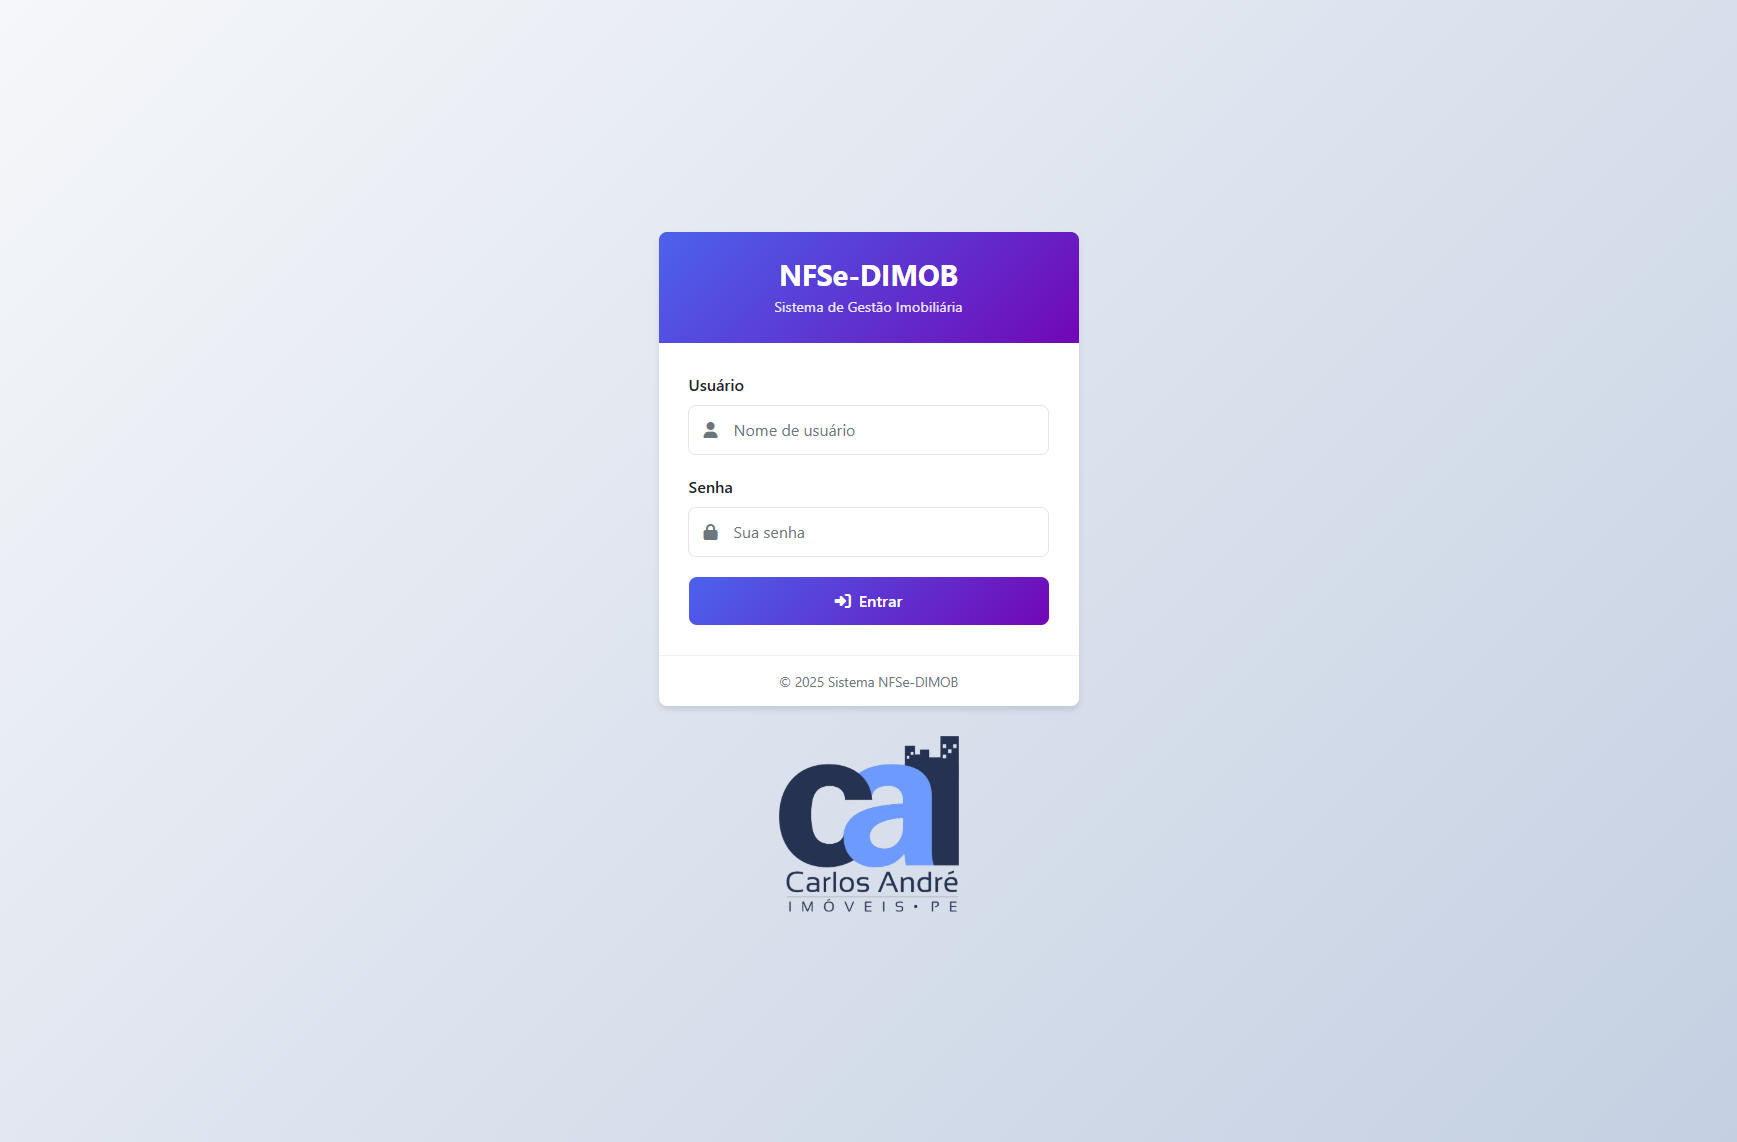 NFSe-DIMOB
Sistema de Gestão Imobiliária
Usuário
Nome de usuário
Senha
Sua senha
Entrar
© 2025 Sistema NFSe-DIMOB
cal
Carlos André
IMÓVEIS • PE